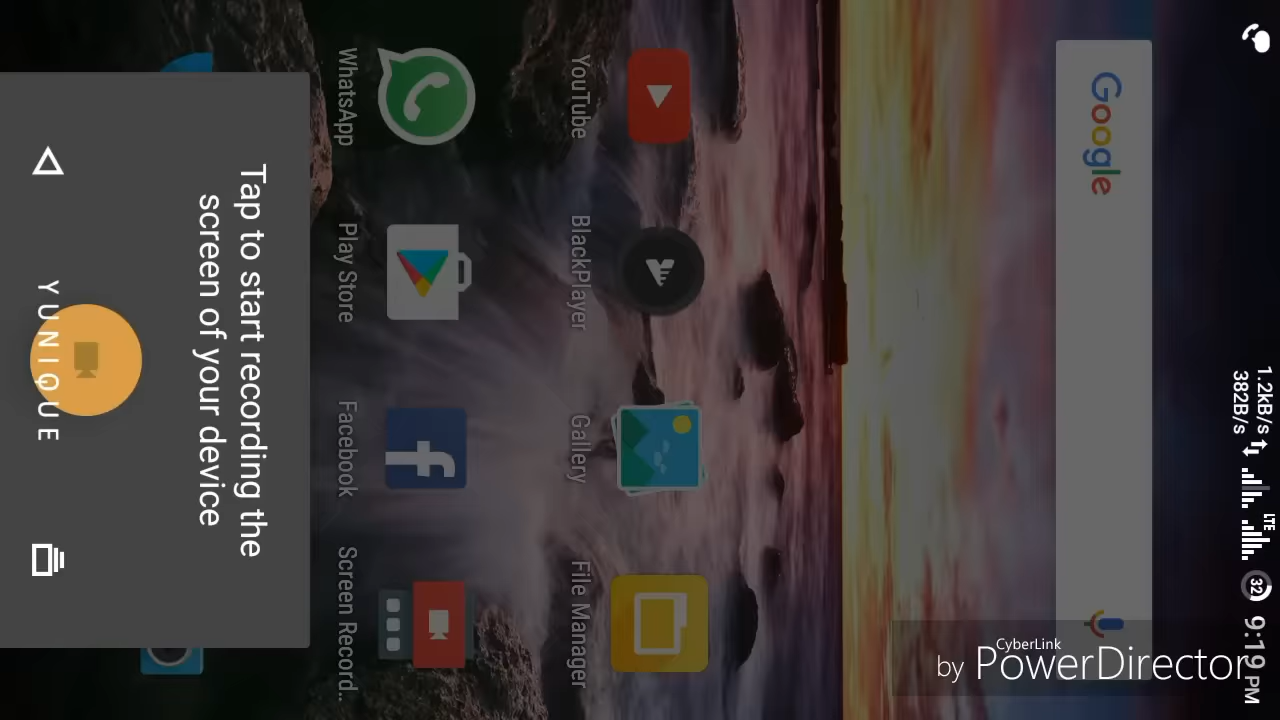 1.2kB/s
382B/s
LTE
32
9:19 PM
Google
YouTube
BlackPlayer
Gallery
File Manager
WhatsApp
Play Store
Facebook
Screen Record..
Tap to start recording the
screen of your device
YUNIQUE
by CyberLink
PowerDirector